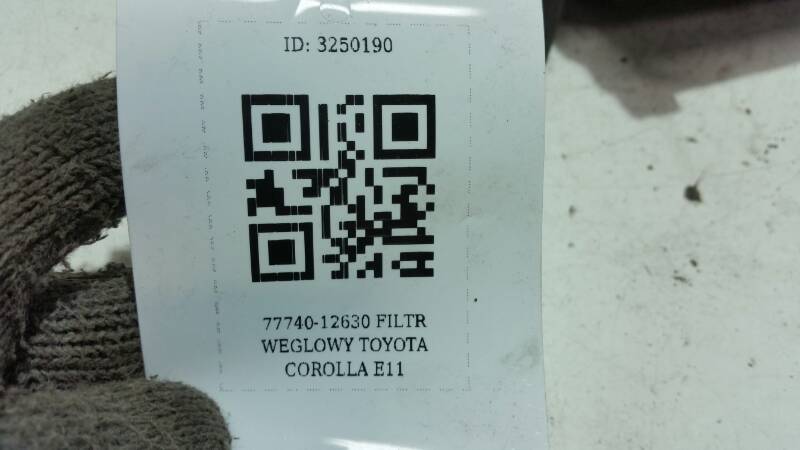 ID: 3250190
77740-12630 FILTR
WEGLOWY TOYOTA
COROLLA E11